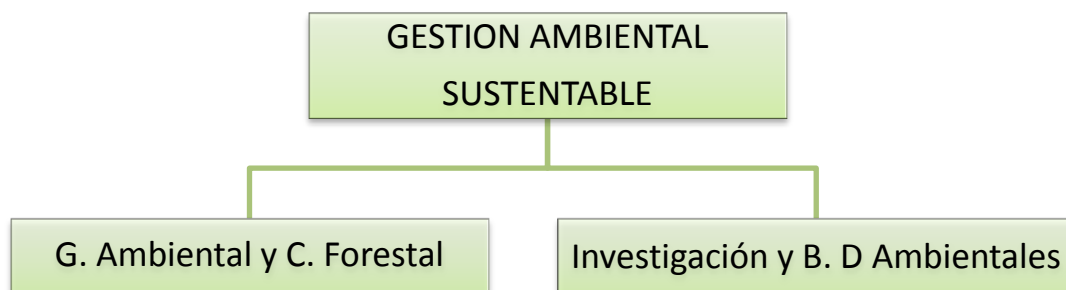 GESTION AMBIENTAL
SUSTENTABLE
G. Ambiental y C. Forestal
Investigación y B. D Ambientales